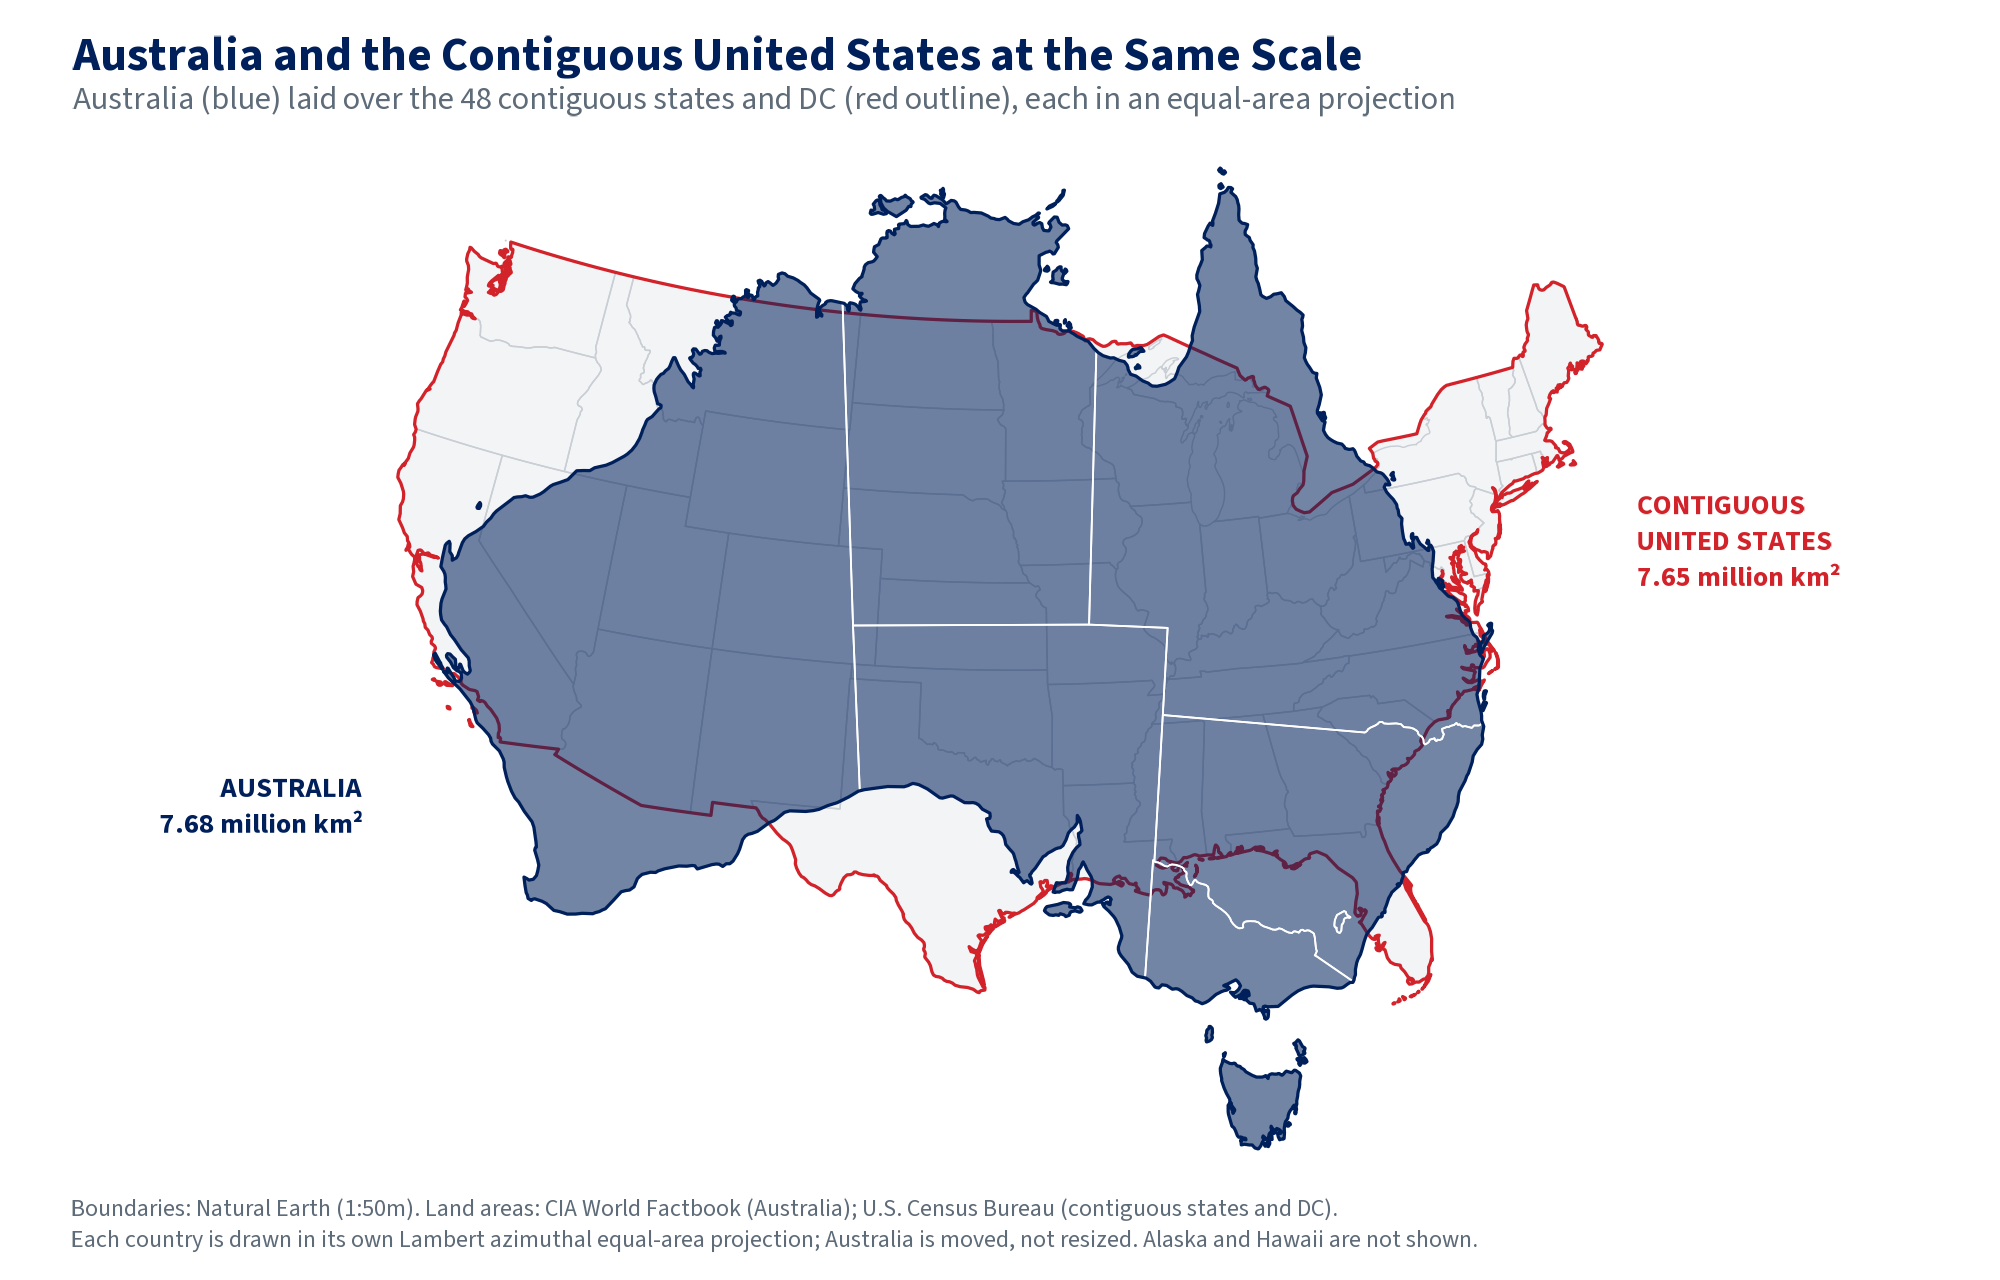 Australia and the Contiguous United States at the Same Scale
Australia (blue) laid over the 48 contiguous states and DC (red outline), each in an equal-area projection
CONTIGUOUS
UNITED STATES
7.65 million km²
AUSTRALIA
7.68 million km²
Boundaries: Natural Earth (1:50m). Land areas: CIA World Factbook (Australia); U.S. Census Bureau (contiguous states and DC).
Each country is drawn in its own Lambert azimuthal equal-area projection; Australia is moved, not resized. Alaska and Hawaii are not shown.